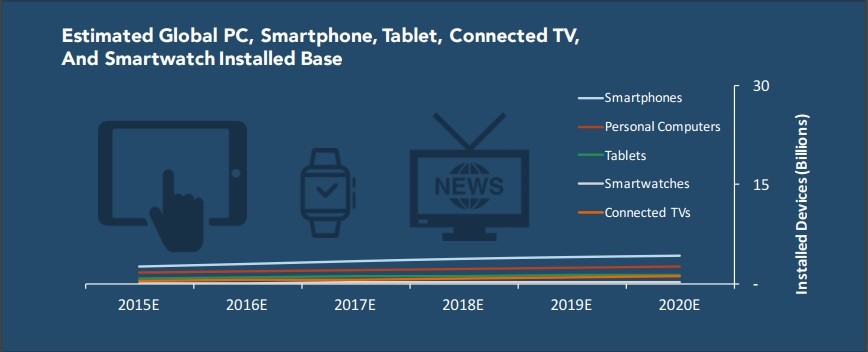 Estimated Global PC, Smartphone, Tablet, Connected TV,
And Smartwatch Installed Base
Smartphones
Personal Computers
Tablets
Smartwatches
Connected TVs
NEWS
30
15
-
Installed Devices (Billions)
2015E 2016E 2017E 2018E 2019E 2020E